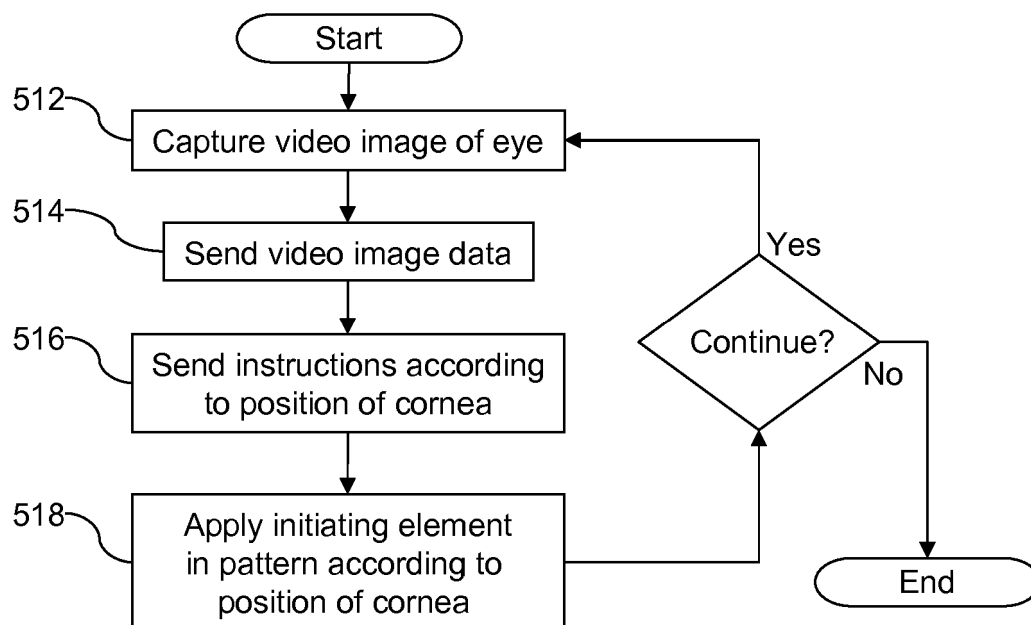 Start
512
Capture video image of eye
514
Send video image data
516
Send instructions according
to position of cornea
518
Apply initiating element
in pattern according to
position of cornea
Yes
Continue?
No
End